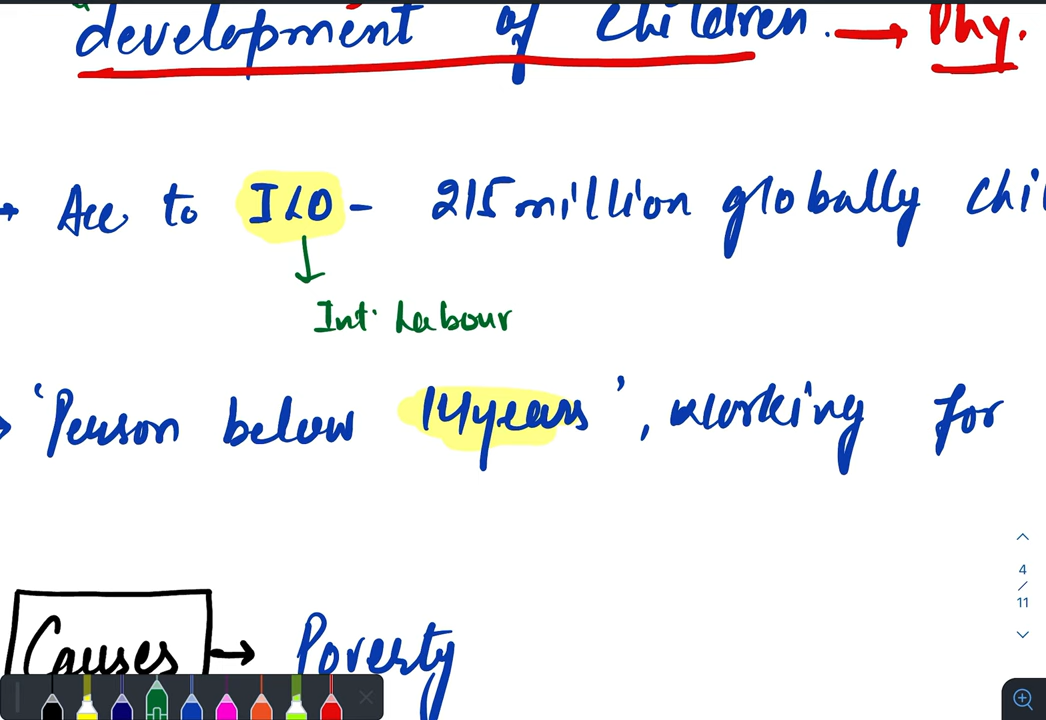 development of children. → Phy.
→ Acc to ILO - 215 million globally chil
↓
Int. Labour
→ 'Person below 14years', working for
Causes → Poverty
4
/
11